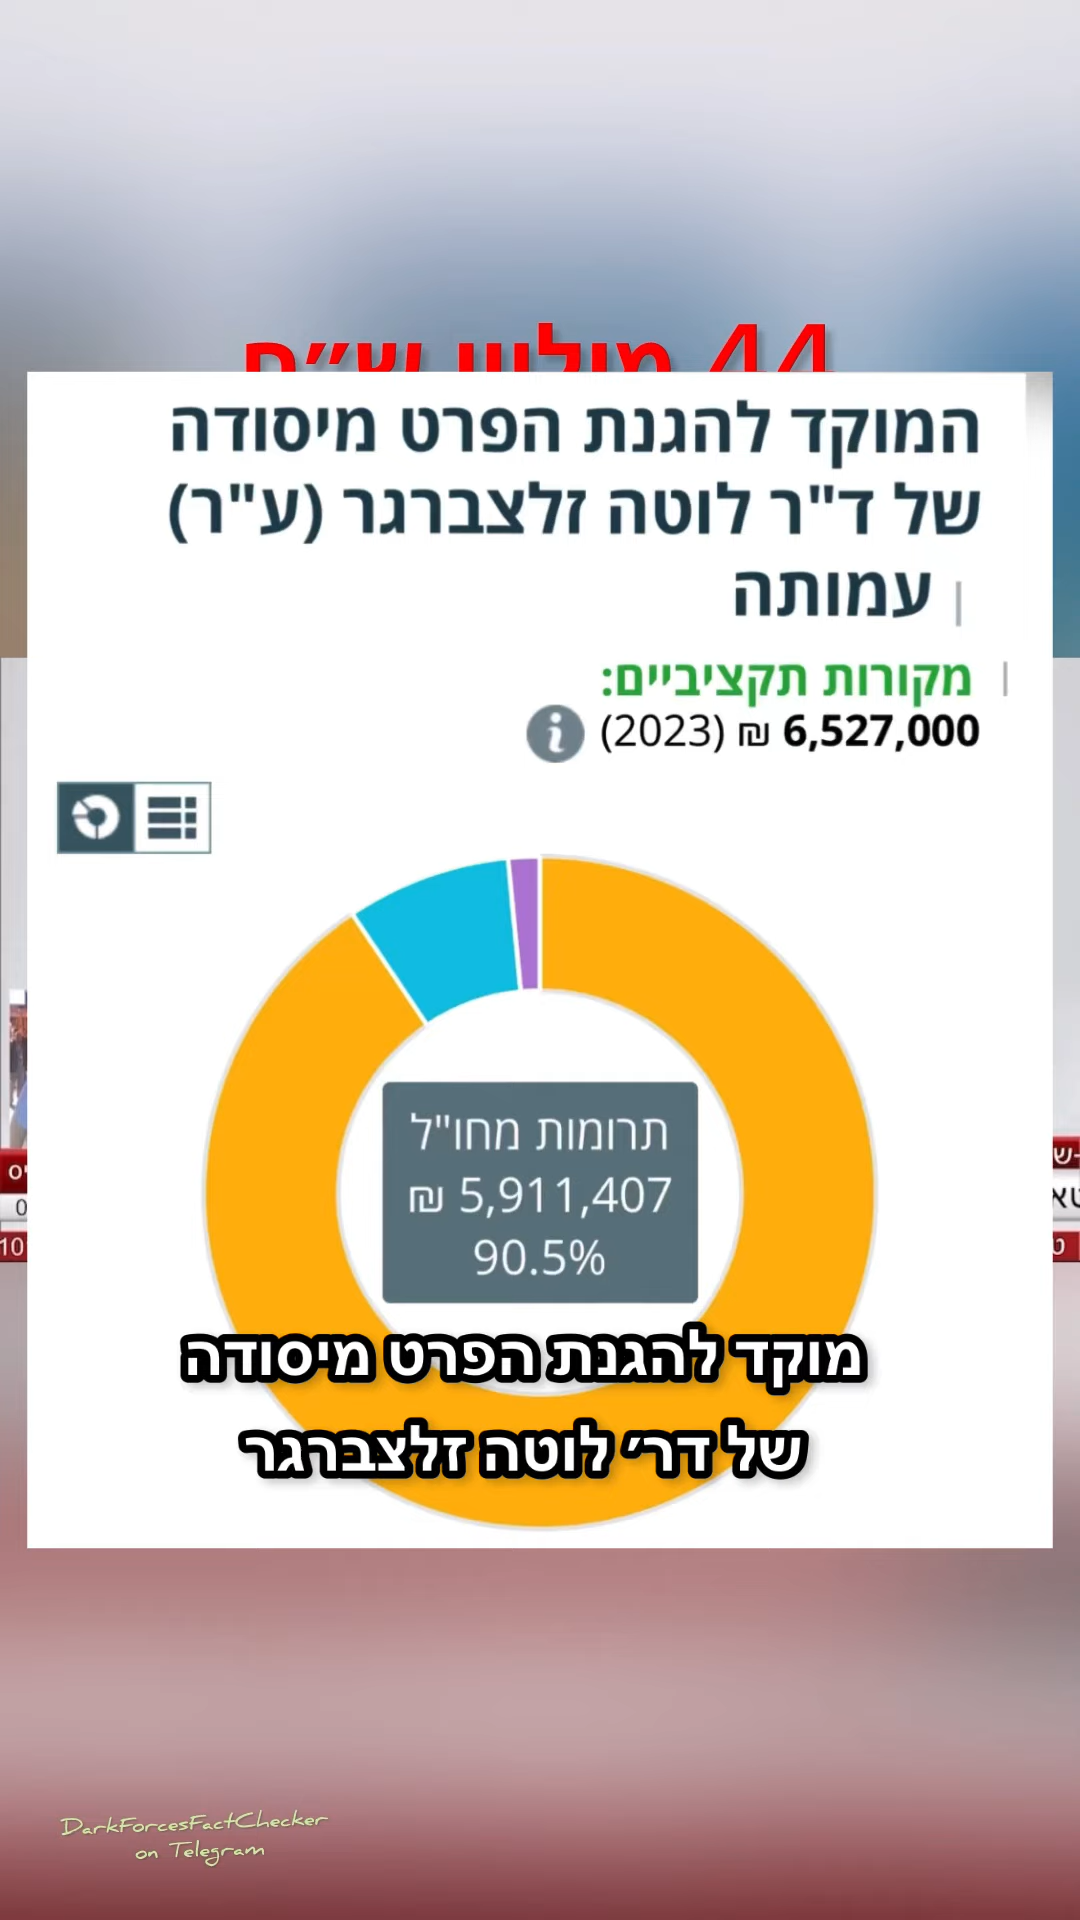 44 מיליון ש״ח
המוקד להגנת הפרט מיסודה
של ד"ר לוטה זלצברגר (ע"ר)
| עמותה
| מקורות תקציביים:
6,527,000 ₪ (2023)
תרומות מחו"ל
5,911,407 ₪
90.5%
מוקד להגנת הפרט מיסודה
של דר׳ לוטה זלצברגר
DarkForcesFactChecker
on Telegram